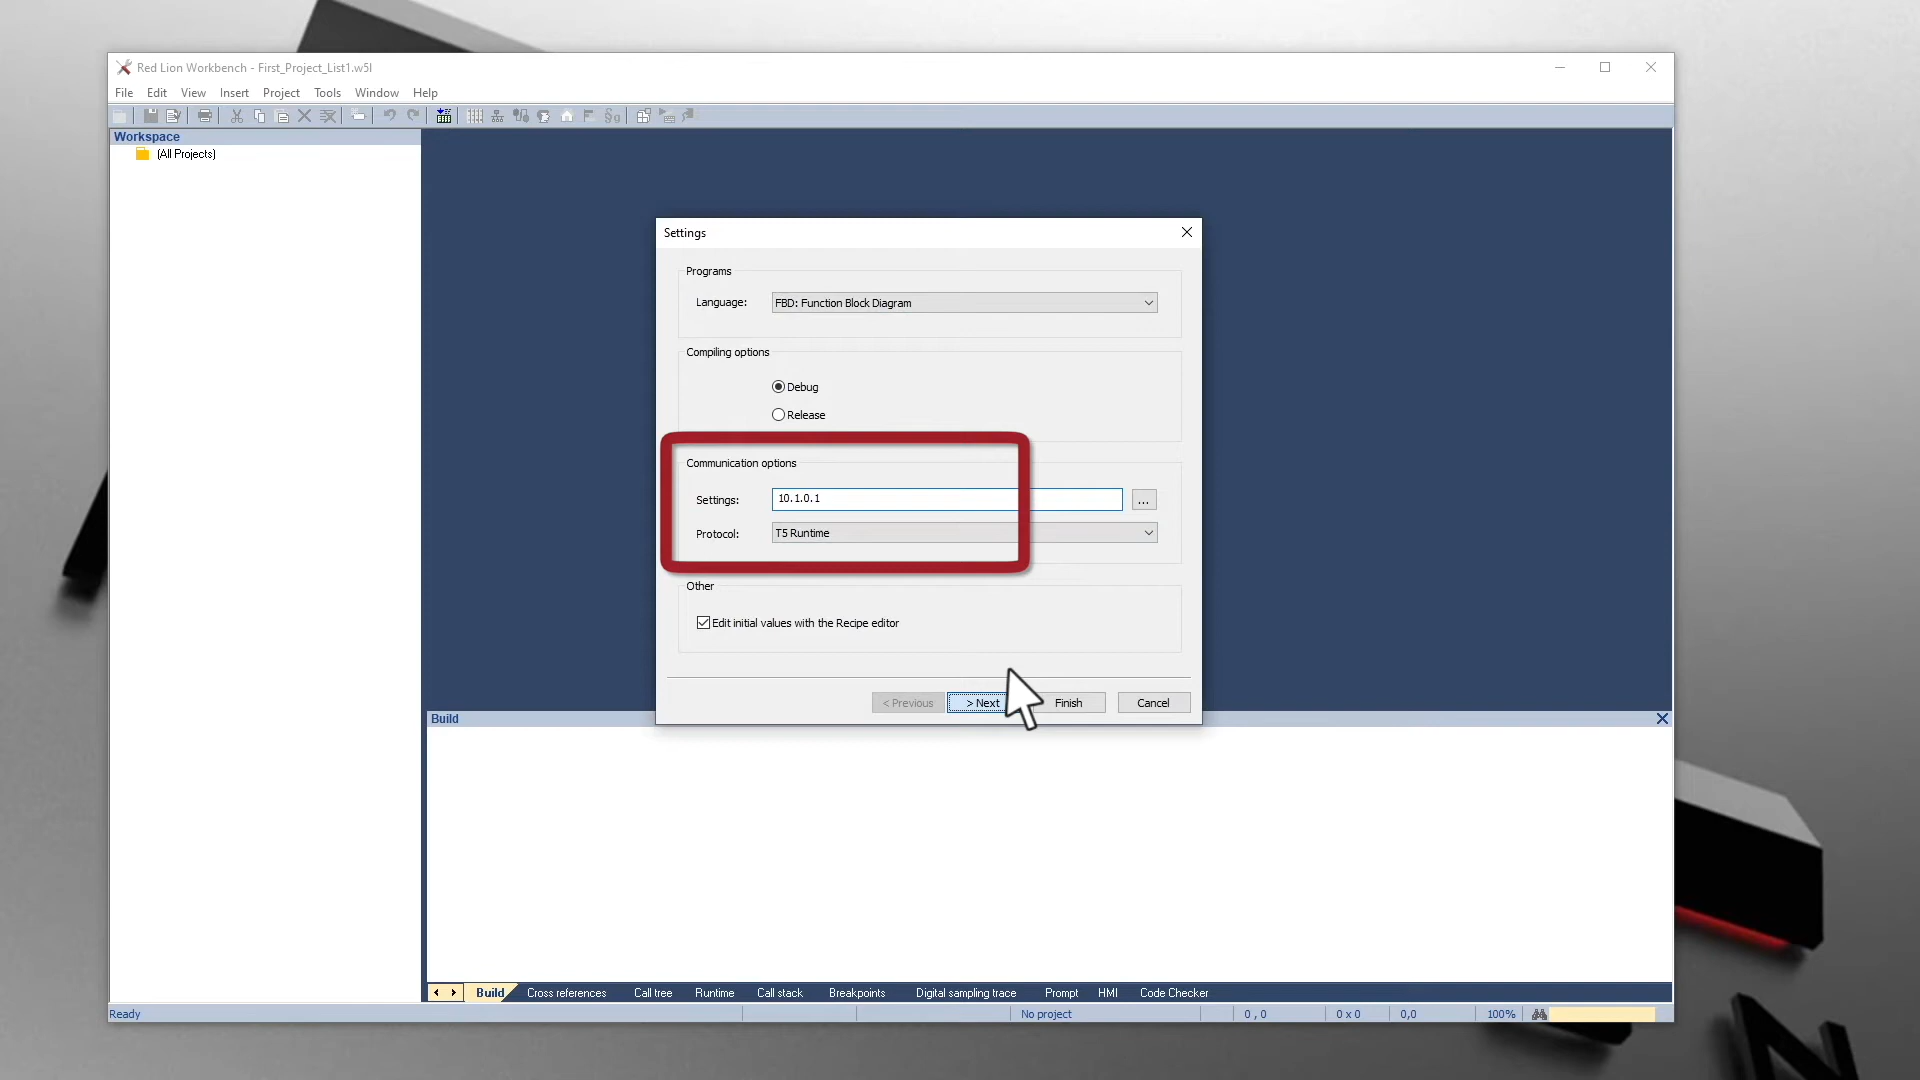 Red Lion Workbench - First_Project_List1.w5l
File Edit View Insert Project Tools Window Help
Workspace
(All Projects)
Settings
Programs
Language: FBD: Function Block Diagram
Compiling options
Debug
Release
Communication options
Settings: 10.1.0.1 ...
Protocol: T5 Runtime
Other
Edit initial values with the Recipe editor
< Previous > Next Finish Cancel
Build
Build Cross references Call tree Runtime Call stack Breakpoints Digital sampling trace Prompt HMI Code Checker
Ready No project 0 , 0 0 x 0 0,0 100%
N